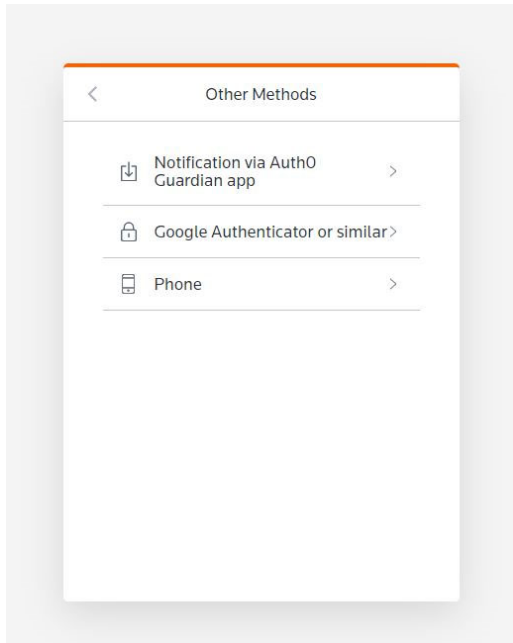 Other Methods
Notification via Auth0
Guardian app
Google Authenticator or similar
Phone